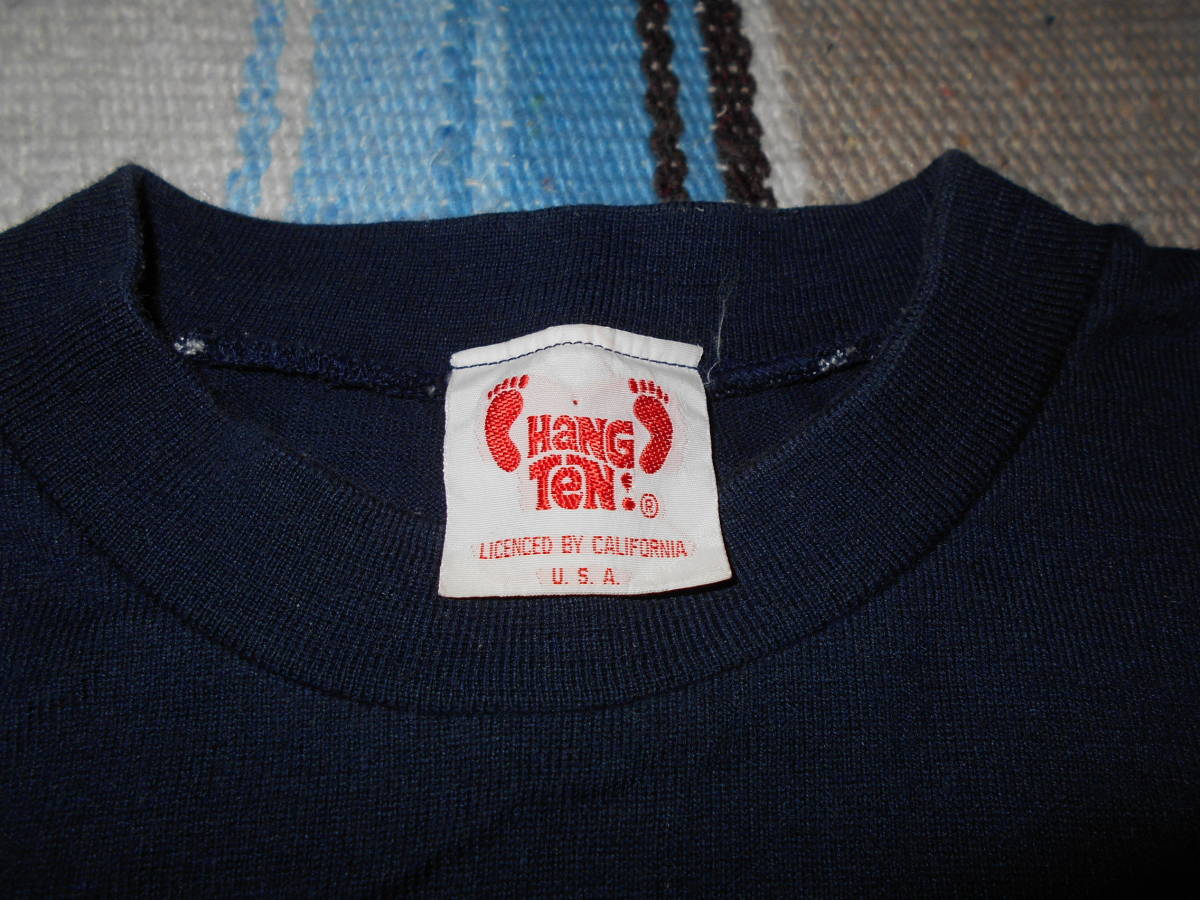 HaNG
TeN! ®
LICENCED BY CALIFORNIA
U. S. A.